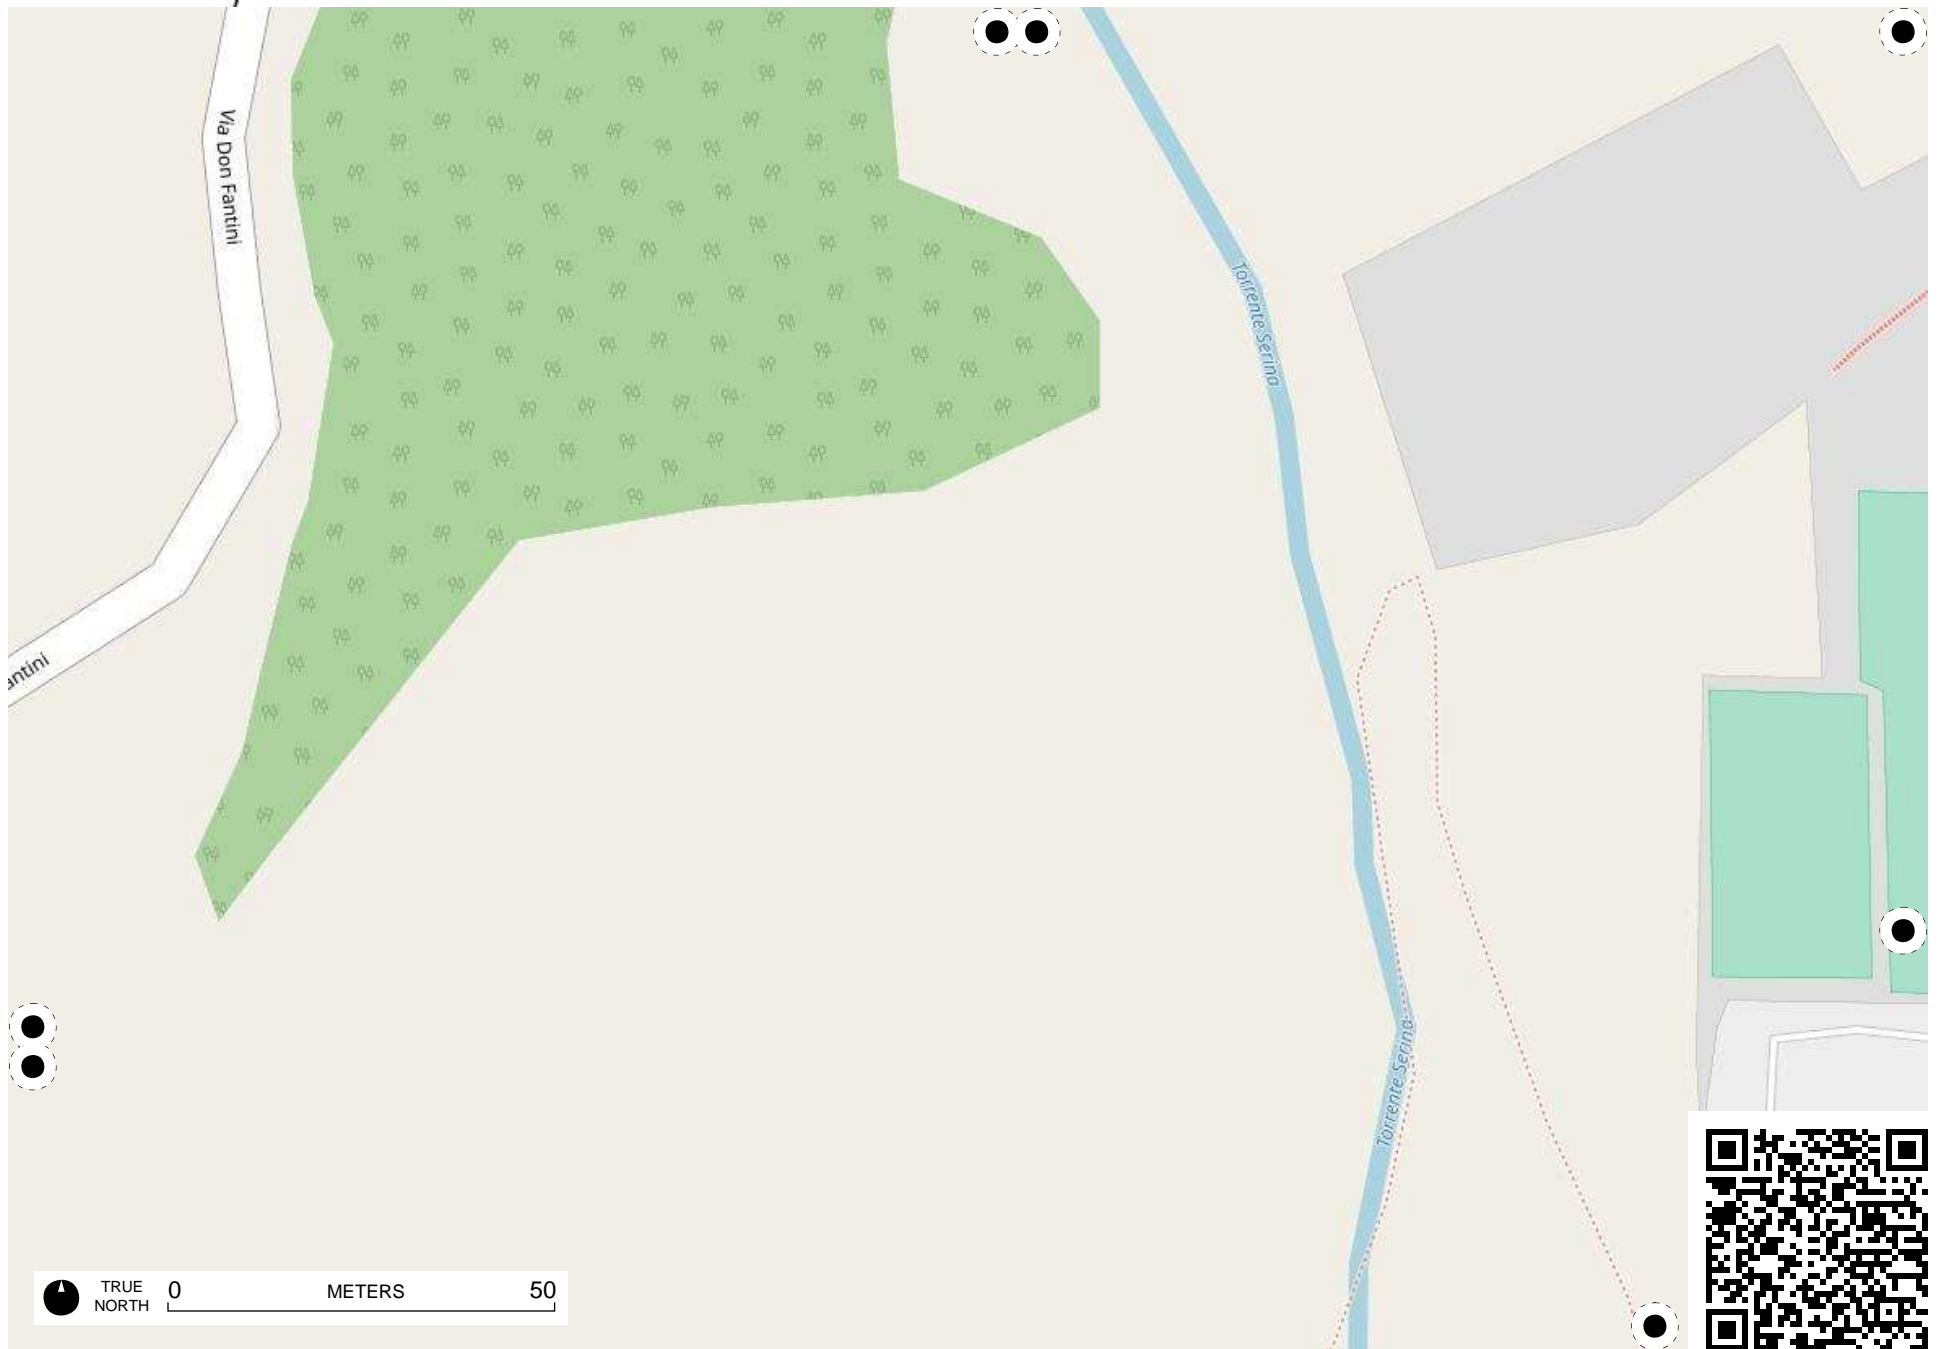 Via Don Fantini
Torrente Serina
antini
Torrente Serina
TRUE
NORTH
0 METERS 50